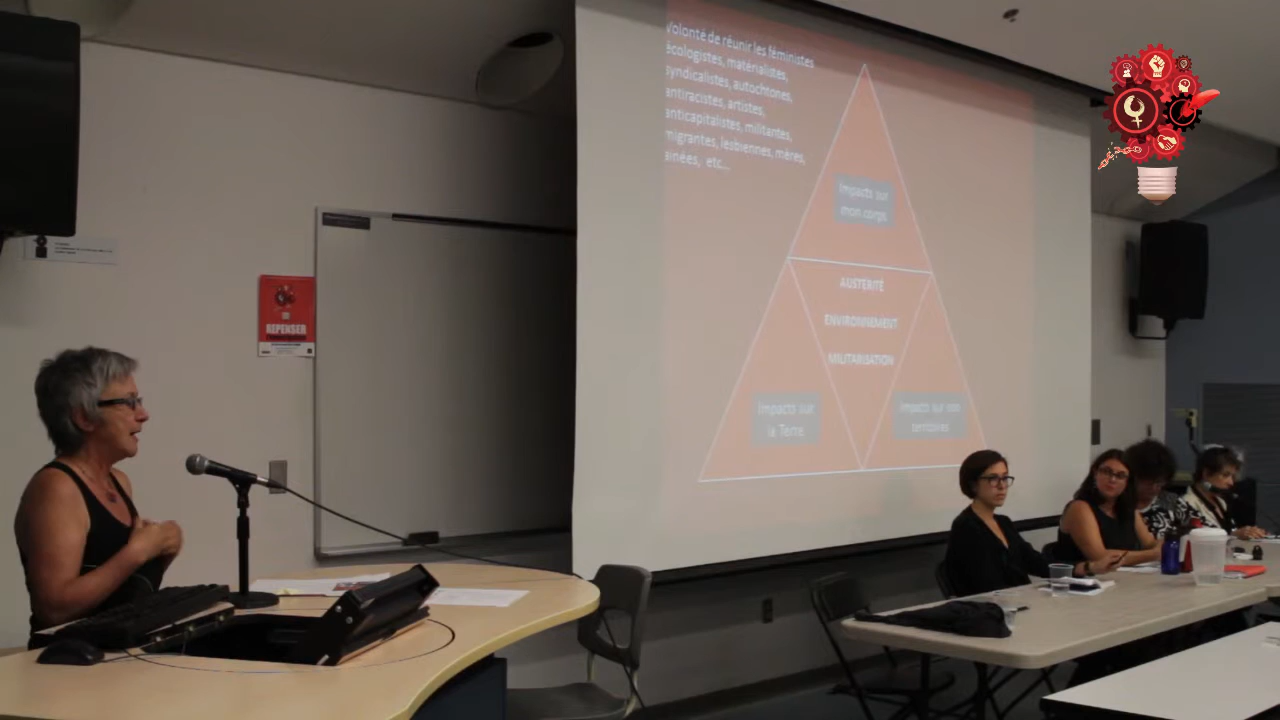 Volonté de réunir les féministes
écologistes, matérialistes,
syndicalistes, autochtones,
antiracistes, artistes,
anticapitalistes, militantes,
migrantes, lesbiennes, mères,
ainées, etc...
Impacts sur
mon corps
AUSTÉRITÉ
ENVIRONNEMENT
MILITARISATION
Impacts sur
la Terre
Impacts sur nos
territoires
REPENSER